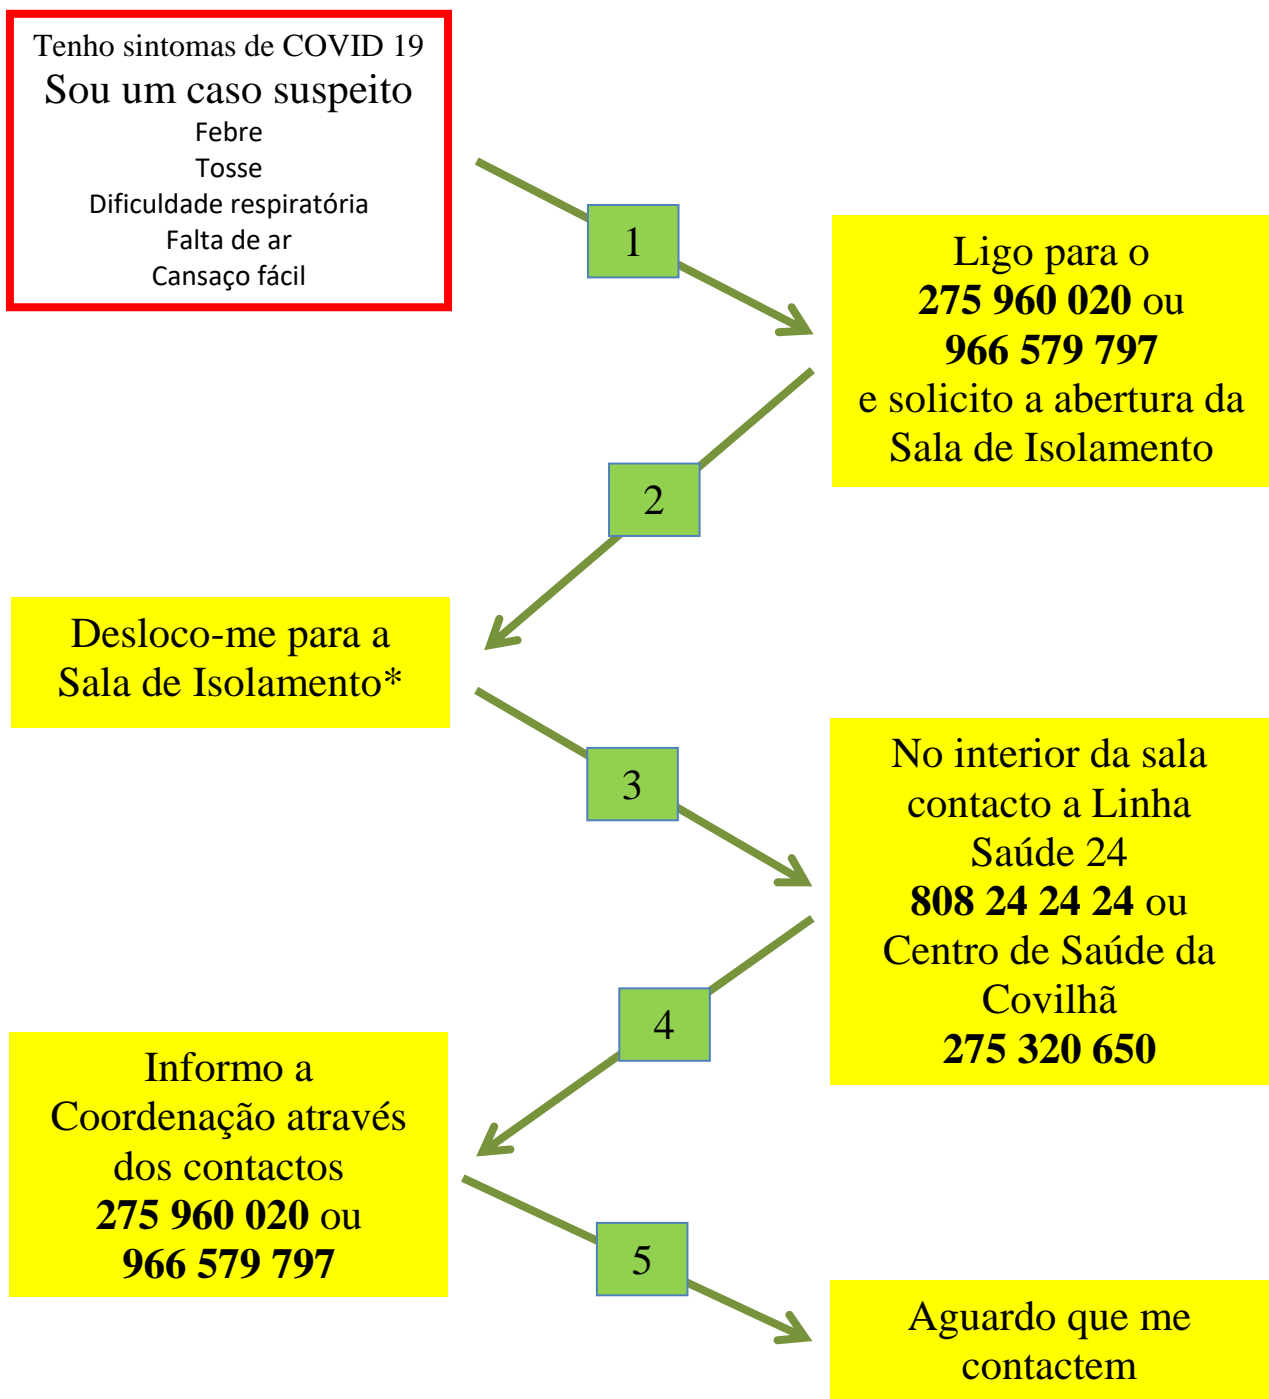 Tenho sintomas de COVID 19
Sou um caso suspeito
Febre
Tosse
Dificuldade respiratória
Falta de ar
Cansaço fácil
1
Ligo para o
275 960 020 ou
966 579 797
e solicito a abertura da
Sala de Isolamento
2
Desloco-me para a
Sala de Isolamento*
3
No interior da sala
contacto a Linha
Saúde 24
808 24 24 24 ou
Centro de Saúde da
Covilhã
275 320 650
4
Informo a
Coordenação através
dos contactos
275 960 020 ou
966 579 797
5
Aguardo que me
contactem